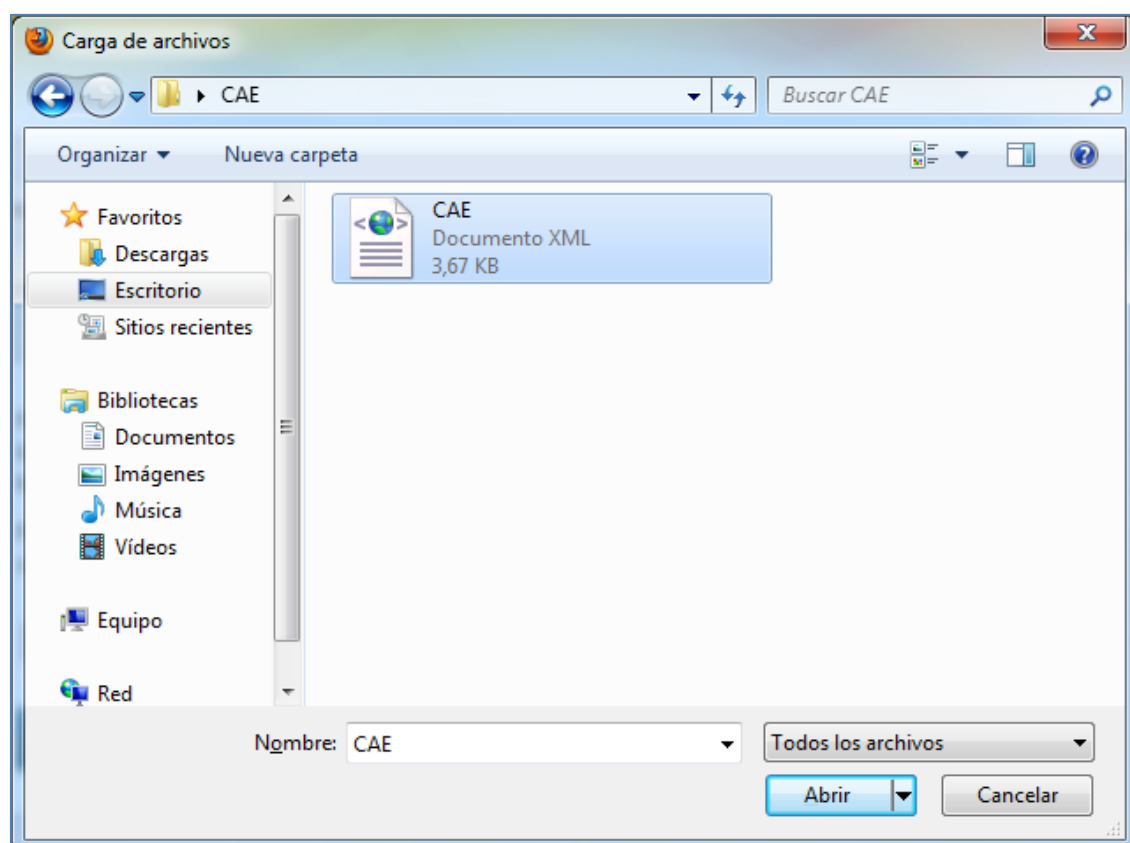 Carga de archivos
CAE
Buscar CAE
Organizar
Nueva carpeta
Favoritos
Descargas
Escritorio
Sitios recientes
Bibliotecas
Documentos
Imágenes
Música
Vídeos
Equipo
Red
CAE
Documento XML
3,67 KB
Nombre: CAE
Todos los archivos
Abrir
Cancelar